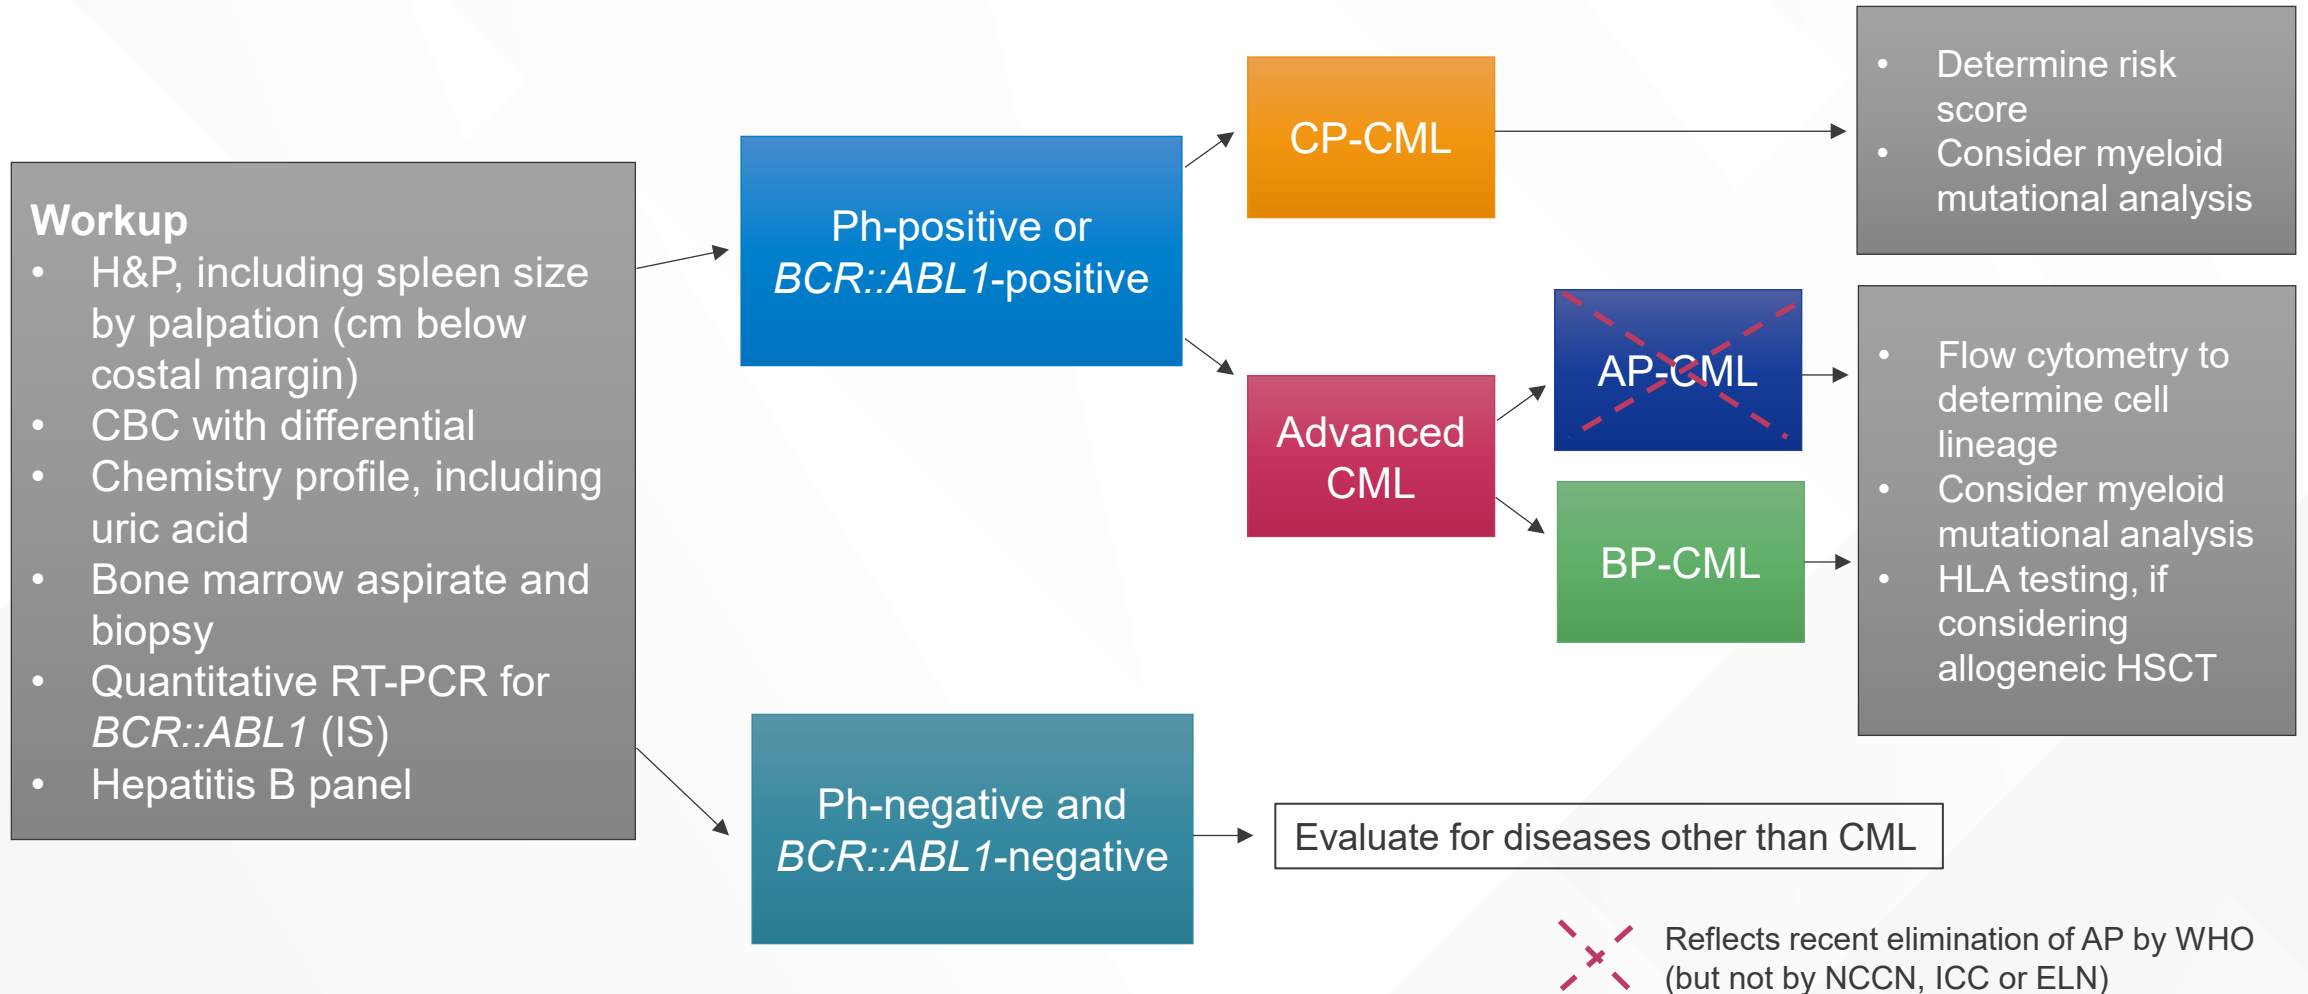 Workup
• H&P, including spleen size
by palpation (cm below
costal margin)
• CBC with differential
• Chemistry profile, including
uric acid
• Bone marrow aspirate and
biopsy
• Quantitative RT-PCR for
BCR::ABL1 (IS)
• Hepatitis B panel
Ph-positive or
BCR::ABL1-positive
CP-CML
• Determine risk
score
• Consider myeloid
mutational analysis
Advanced
CML
AP-CML
BP-CML
• Flow cytometry to
determine cell
lineage
• Consider myeloid
mutational analysis
• HLA testing, if
considering
allogeneic HSCT
Ph-negative and
BCR::ABL1-negative
Evaluate for diseases other than CML
Reflects recent elimination of AP by WHO
(but not by NCCN, ICC or ELN)